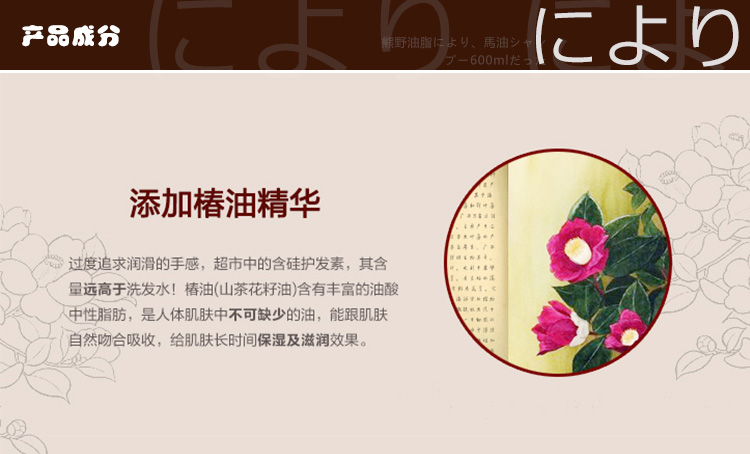 产品成分
により
熊野油脂により、馬油シャン
プー600mlだっ
により
添加椿油精华
过度追求润滑的手感，超市中的含硅护发素，其含
量远高于洗发水！椿油(山茶花籽油)含有丰富的油酸
中性脂肪，是人体肌肤中不可缺少的油，能跟肌肤
自然吻合吸收，给肌肤长时间保湿及滋润效果。